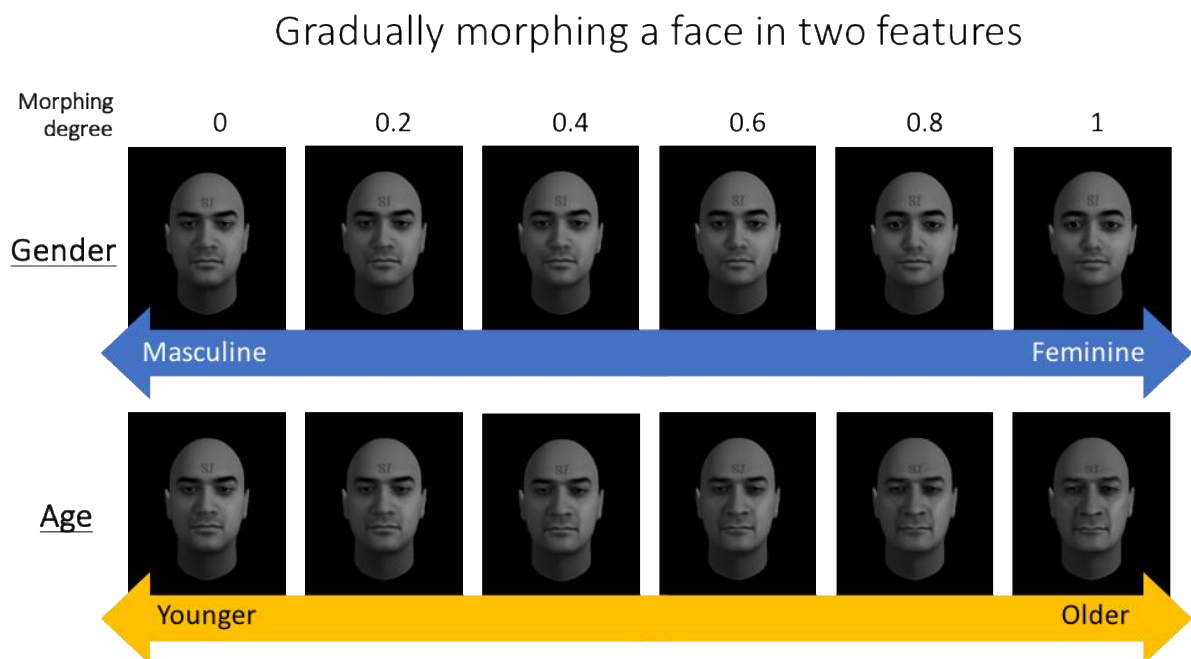 Gradually morphing a face in two features
Morphing
degree
0 0.2 0.4 0.6 0.8 1
Gender
Masculine Feminine
Age
Younger Older